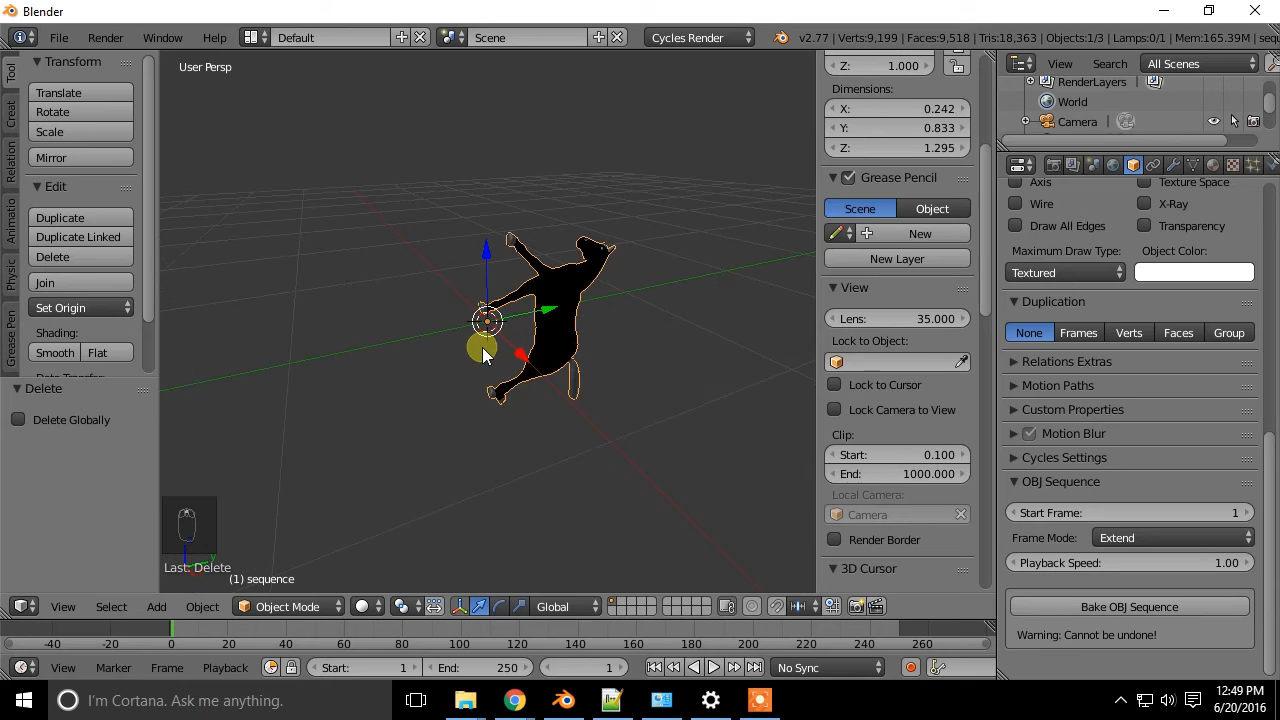 Blender
File Render Window Help Default Scene Cycles Render v2.77 | Verts:9,199 | Faces:9,518 | Tris:18,363 | Objects:1/3 | Lamps:0/1 | Mem:165.39M | seq
Tool
Creat
Relation
Animatio
Physic
Grease Pen
Transform
Translate
Rotate
Scale
Mirror
Edit
Duplicate
Duplicate Linked
Delete
Join
Set Origin
Shading:
Smooth Flat
Delete
Delete Globally
User Persp
Last: Delete
(1) sequence
Z: 1.000
Dimensions:
X: 0.242
Y: 0.833
Z: 1.295
Grease Pencil
Scene Object
New
New Layer
View
Lens: 35.000
Lock to Object:
Lock to Cursor
Lock Camera to View
Clip:
Start: 0.100
End: 1000.000
Local Camera:
Camera
Render Border
3D Cursor
View Search All Scenes
RenderLayers |
World
Camera |
Axis Texture Space
Wire X-Ray
Draw All Edges Transparency
Maximum Draw Type: Object Color:
Textured
Duplication
None Frames Verts Faces Group
Relations Extras
Motion Paths
Custom Properties
Motion Blur
Cycles Settings
OBJ Sequence
Start Frame: 1
Frame Mode: Extend
Playback Speed: 1.00
Bake OBJ Sequence
Warning: Cannot be undone!
View Select Add Object Object Mode Global
-40 -20 0 20 40 60 80 100 120 140 160 180 200 220 240 260 280
View Marker Frame Playback Start: 1 End: 250 1 No Sync
I'm Cortana. Ask me anything.
12:49 PM
6/20/2016